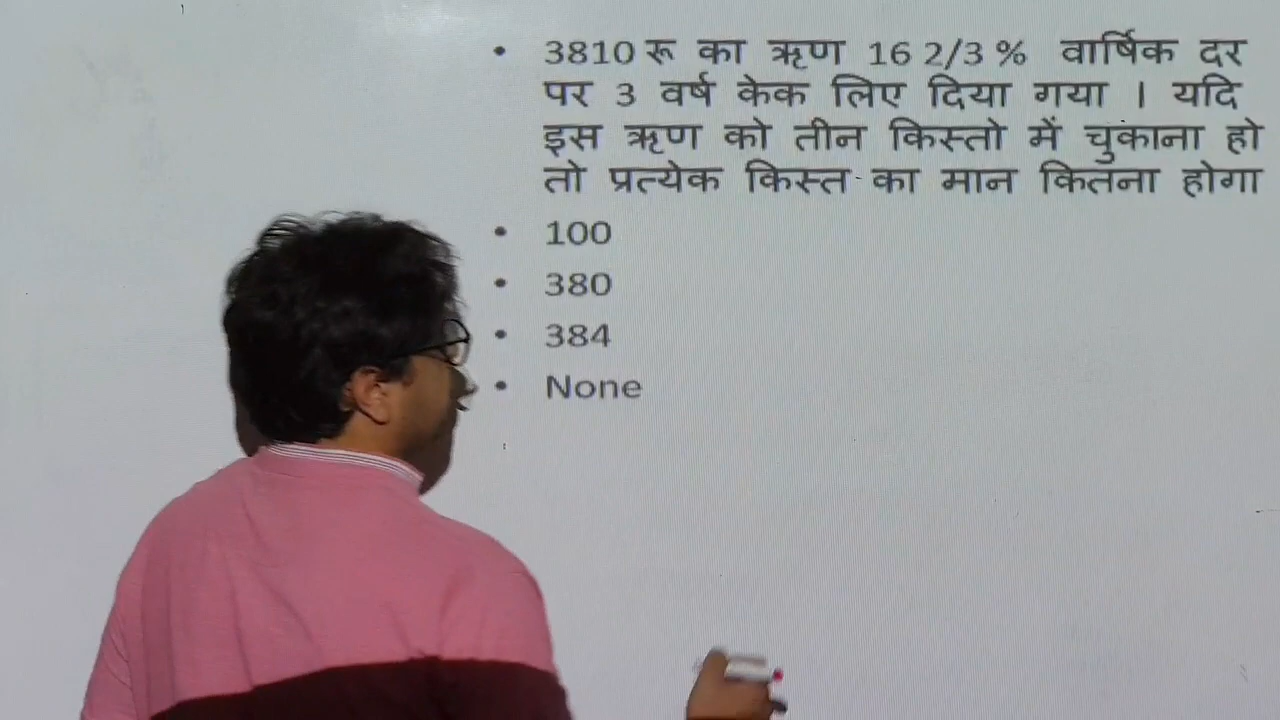 • 3810 रू का ऋण 16 2/3 % वार्षिक दर
पर 3 वर्ष केक लिए दिया गया । यदि
इस ऋण को तीन किस्तो में चुकाना हो
तो प्रत्येक किस्त का मान कितना होगा
• 100
• 380
• 384
• None